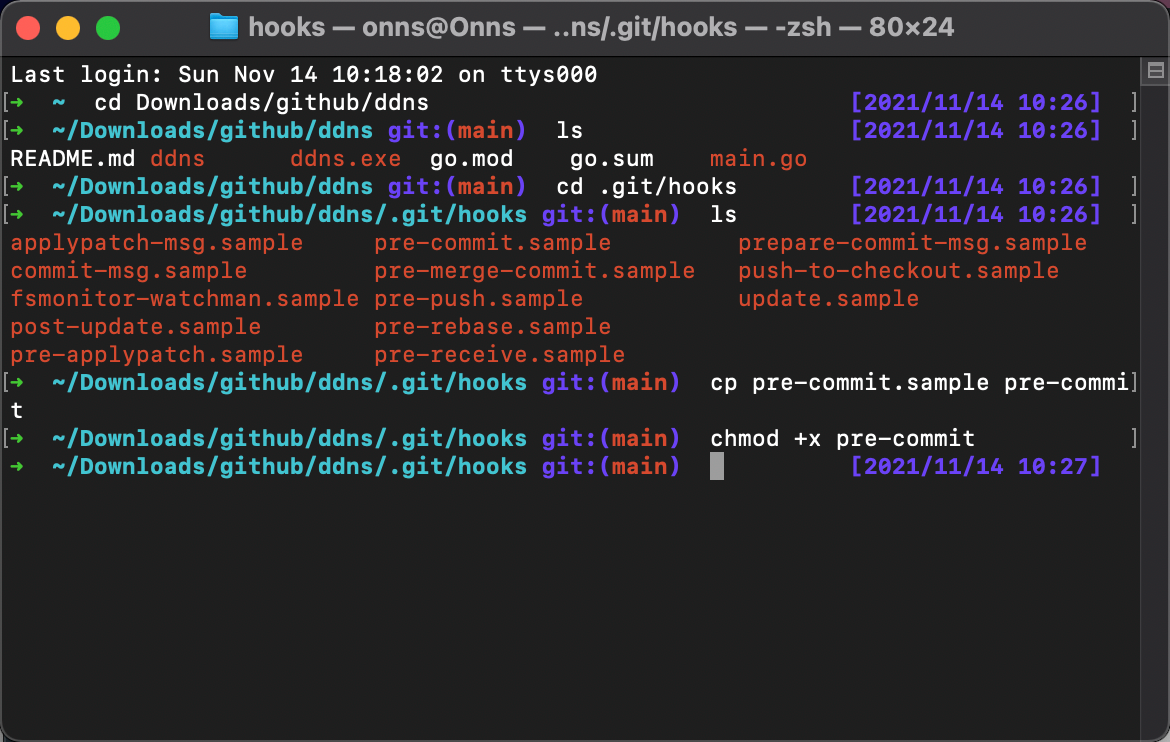 hooks — onns@Onns — ..ns/.git/hooks — -zsh — 80×24
Last login: Sun Nov 14 10:18:02 on ttys000
[➜  ~  cd Downloads/github/ddns [2021/11/14 10:26] ]
[➜  ~/Downloads/github/ddns git:(main)  ls [2021/11/14 10:26] ]
README.md ddns ddns.exe go.mod go.sum main.go
[➜  ~/Downloads/github/ddns git:(main)  cd .git/hooks [2021/11/14 10:26] ]
[➜  ~/Downloads/github/ddns/.git/hooks git:(main)  ls [2021/11/14 10:26] ]
applypatch-msg.sample pre-commit.sample prepare-commit-msg.sample
commit-msg.sample pre-merge-commit.sample push-to-checkout.sample
fsmonitor-watchman.sample pre-push.sample update.sample
post-update.sample pre-rebase.sample
pre-applypatch.sample pre-receive.sample
[➜  ~/Downloads/github/ddns/.git/hooks git:(main)  cp pre-commit.sample pre-commi]
t
[➜  ~/Downloads/github/ddns/.git/hooks git:(main)  chmod +x pre-commit ]
➜  ~/Downloads/github/ddns/.git/hooks git:(main) [2021/11/14 10:27]